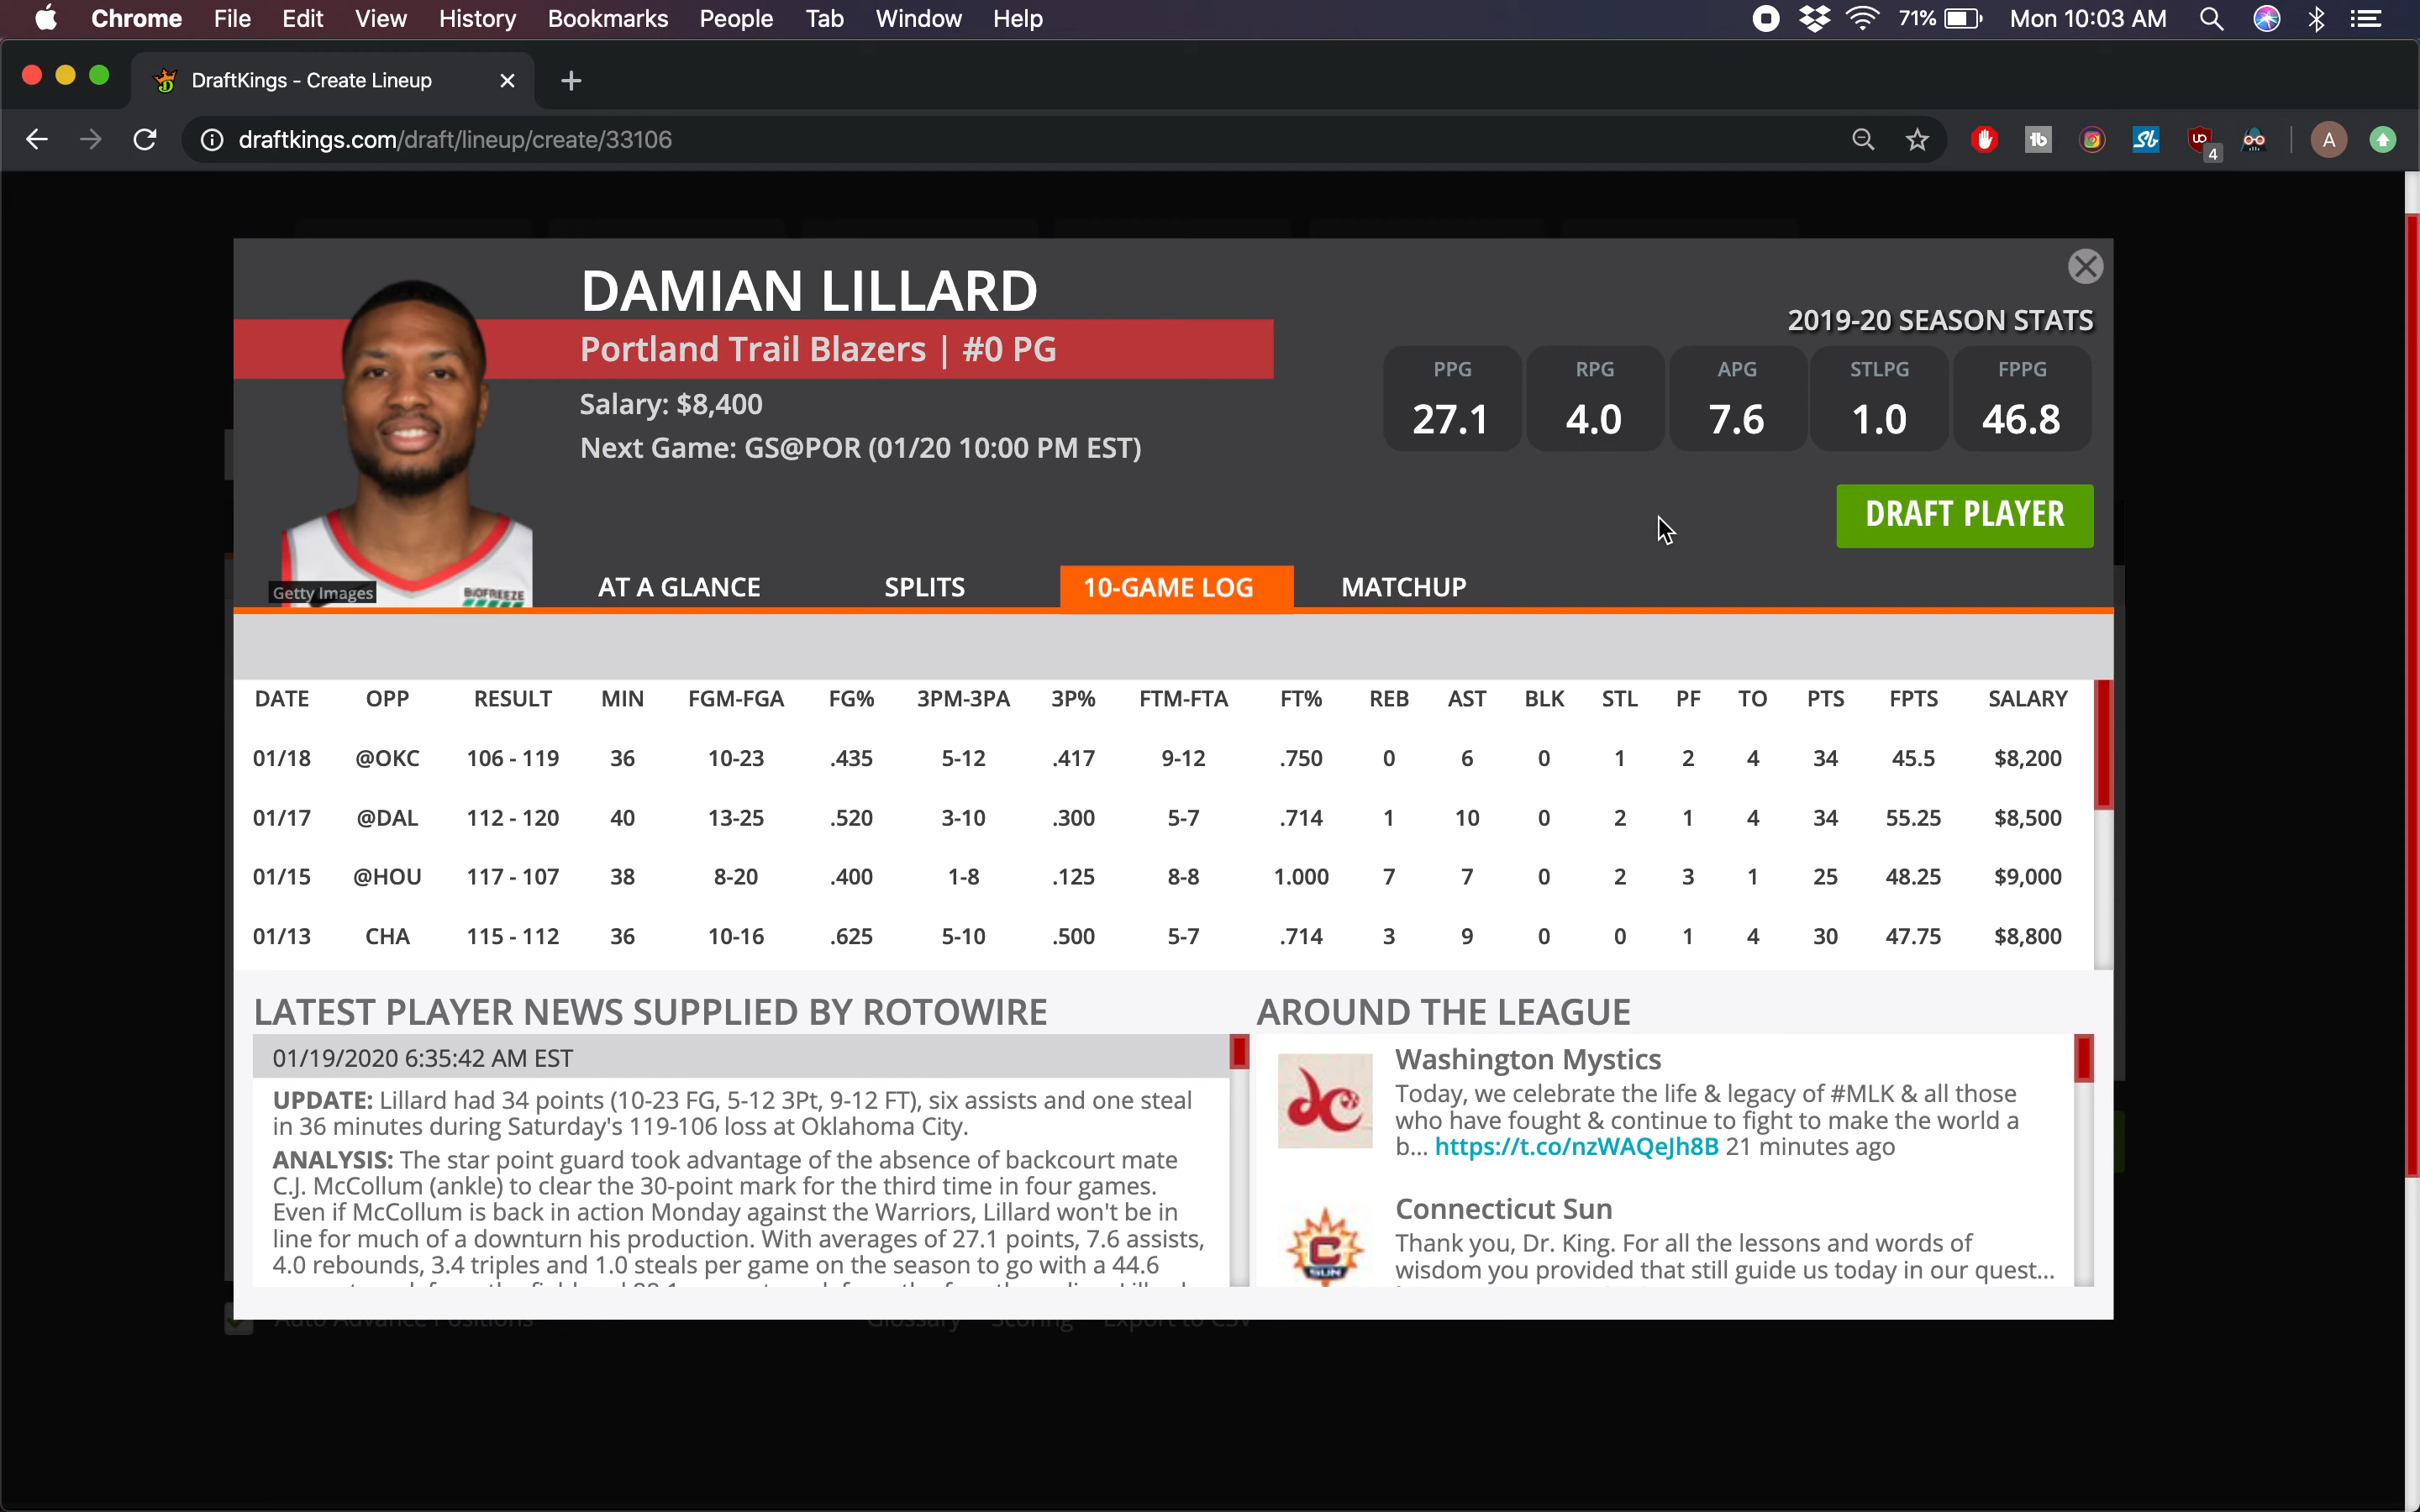 Chrome File Edit View History Bookmarks People Tab Window Help 71% Mon 10:03 AM
DraftKings - Create Lineup
draftkings.com/draft/lineup/create/33106 4 A
DAMIAN LILLARD
Portland Trail Blazers | #0 PG
Salary: $8,400
Next Game: GS@POR (01/20 10:00 PM EST)
2019-20 SEASON STATS
PPG RPG APG STLPG FPPG
27.1 4.0 7.6 1.0 46.8
DRAFT PLAYER
BIOFREEZE
Getty Images
AT A GLANCE SPLITS 10-GAME LOG MATCHUP
DATE OPP RESULT MIN FGM-FGA FG% 3PM-3PA 3P% FTM-FTA FT% REB AST BLK STL PF TO PTS FPTS SALARY
01/18 @OKC 106 - 119 36 10-23 .435 5-12 .417 9-12 .750 0 6 0 1 2 4 34 45.5 $8,200
01/17 @DAL 112 - 120 40 13-25 .520 3-10 .300 5-7 .714 1 10 0 2 1 4 34 55.25 $8,500
01/15 @HOU 117 - 107 38 8-20 .400 1-8 .125 8-8 1.000 7 7 0 2 3 1 25 48.25 $9,000
01/13 CHA 115 - 112 36 10-16 .625 5-10 .500 5-7 .714 3 9 0 0 1 4 30 47.75 $8,800
LATEST PLAYER NEWS SUPPLIED BY ROTOWIRE
01/19/2020 6:35:42 AM EST
UPDATE: Lillard had 34 points (10-23 FG, 5-12 3Pt, 9-12 FT), six assists and one steal
in 36 minutes during Saturday's 119-106 loss at Oklahoma City.
ANALYSIS: The star point guard took advantage of the absence of backcourt mate
C.J. McCollum (ankle) to clear the 30-point mark for the third time in four games.
Even if McCollum is back in action Monday against the Warriors, Lillard won't be in
line for much of a downturn his production. With averages of 27.1 points, 7.6 assists,
4.0 rebounds, 3.4 triples and 1.0 steals per game on the season to go with a 44.6
AROUND THE LEAGUE
Washington Mystics
Today, we celebrate the life & legacy of #MLK & all those
who have fought & continue to fight to make the world a
b... https://t.co/nzWAQeJh8B 21 minutes ago
Connecticut Sun
Thank you, Dr. King. For all the lessons and words of
wisdom you provided that still guide us today in our quest...
Auto Advance Positions Glossary Scoring Export to CSV